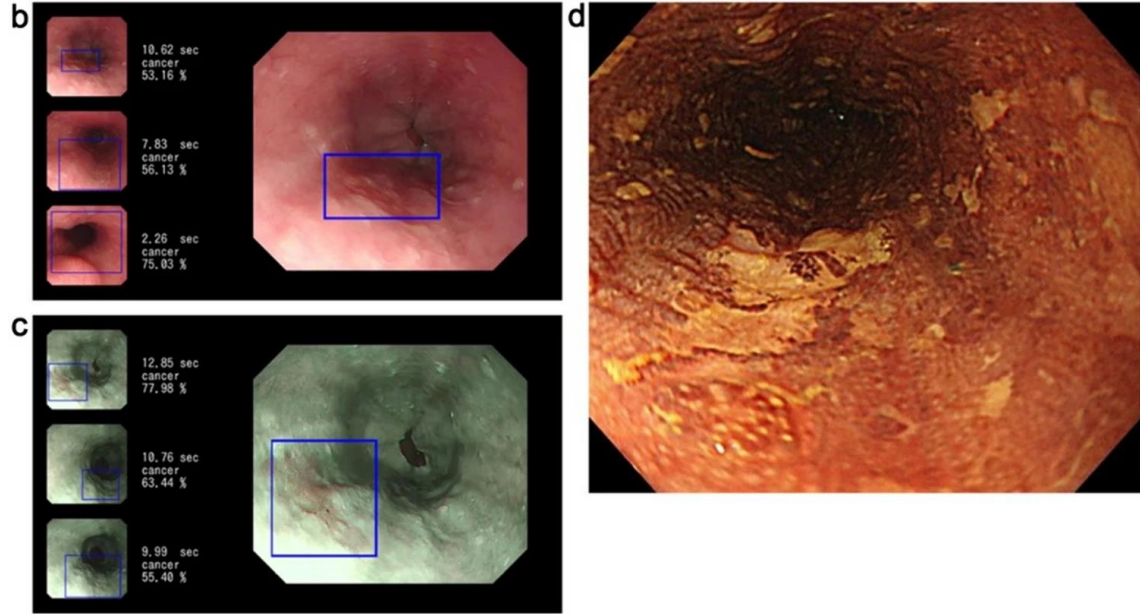 b
10.62 sec
cancer
53.16 %
7.83 sec
cancer
56.13 %
2.26 sec
cancer
75.03 %
c
12.85 sec
cancer
77.98 %
10.76 sec
cancer
63.44 %
9.99 sec
cancer
55.40 %
d